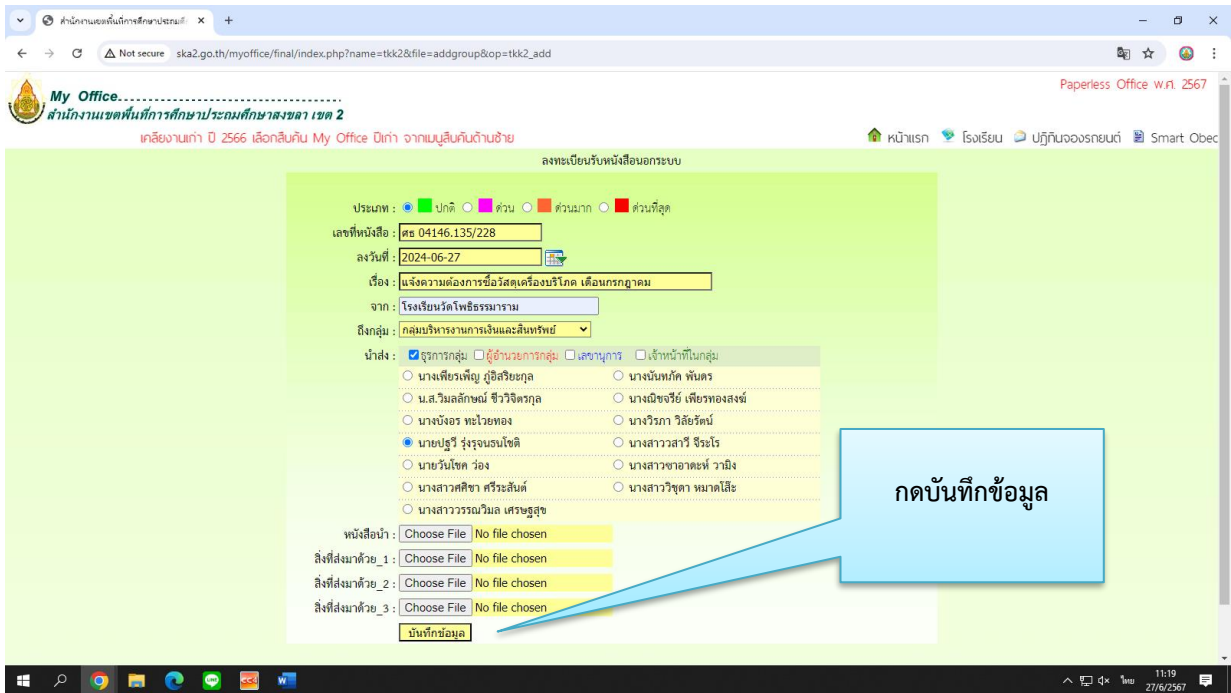 สำนักงานเขตพื้นที่การศึกษาประถมศึ
Not secure ska2.go.th/myoffice/final/index.php?name=tkk2&file=addgroup&op=tkk2_add
Paperless Office พ.ศ. 2567
My Office.....................................
สำนักงานเขตพื้นที่การศึกษาประถมศึกษาสงขลา เขต 2
เคลียงานเก่า ปี 2566 เลือกสืบค้น My Office ปีเก่า จากเมนูสืบค้นด้านซ้าย
หน้าแรก โรงเรียน ปฏิทินจองรถยนต์ Smart Obec
ลงทะเบียนรับหนังสือนอกระบบ
ประเภท : ปกติ ด่วน ด่วนมาก ด่วนที่สุด
เลขที่หนังสือ : ศธ 04146.135/228
ลงวันที่ : 2024-06-27
เรื่อง : แจ้งความต้องการซื้อวัสดุเครื่องบริโภค เดือนกรกฎาคม
จาก : โรงเรียนวัดโพธิธรรมาราม
ถึงกลุ่ม : กลุ่มบริหารงานการเงินและสินทรัพย์
นำส่ง : ธุรการกลุ่ม ผู้อำนวยการกลุ่ม เลขานุการ เจ้าหน้าที่ในกลุ่ม
นางเพียรเพ็ญ ภู่อิสริยะกุล นางนันทภัค พันตร
น.ส.วิมลลักษณ์ ชีววิจิตรกุล นางณิชจรีย์ เพียรทองสงฆ์
นางบังอร ทะไวยทอง นางวิรภา วิลัยรัตน์
นายปฐวี รุ่งรุจนธนโชติ นางสาววสาวี จีระโร
นายวันโชค ว่อง นางสาวซาอาดะห์ วามิง
นางสาวศศิชา ศรีระสันต์ นางสาววิชุดา หมาดโส๊ะ
นางสาววรรณวิมล เศรษฐสุข
กดบันทึกข้อมูล
หนังสือนำ : Choose File No file chosen
สิ่งที่ส่งมาด้วย_1 : Choose File No file chosen
สิ่งที่ส่งมาด้วย_2 : Choose File No file chosen
สิ่งที่ส่งมาด้วย_3 : Choose File No file chosen
บันทึกข้อมูล
ไทย 11:19
27/6/2567